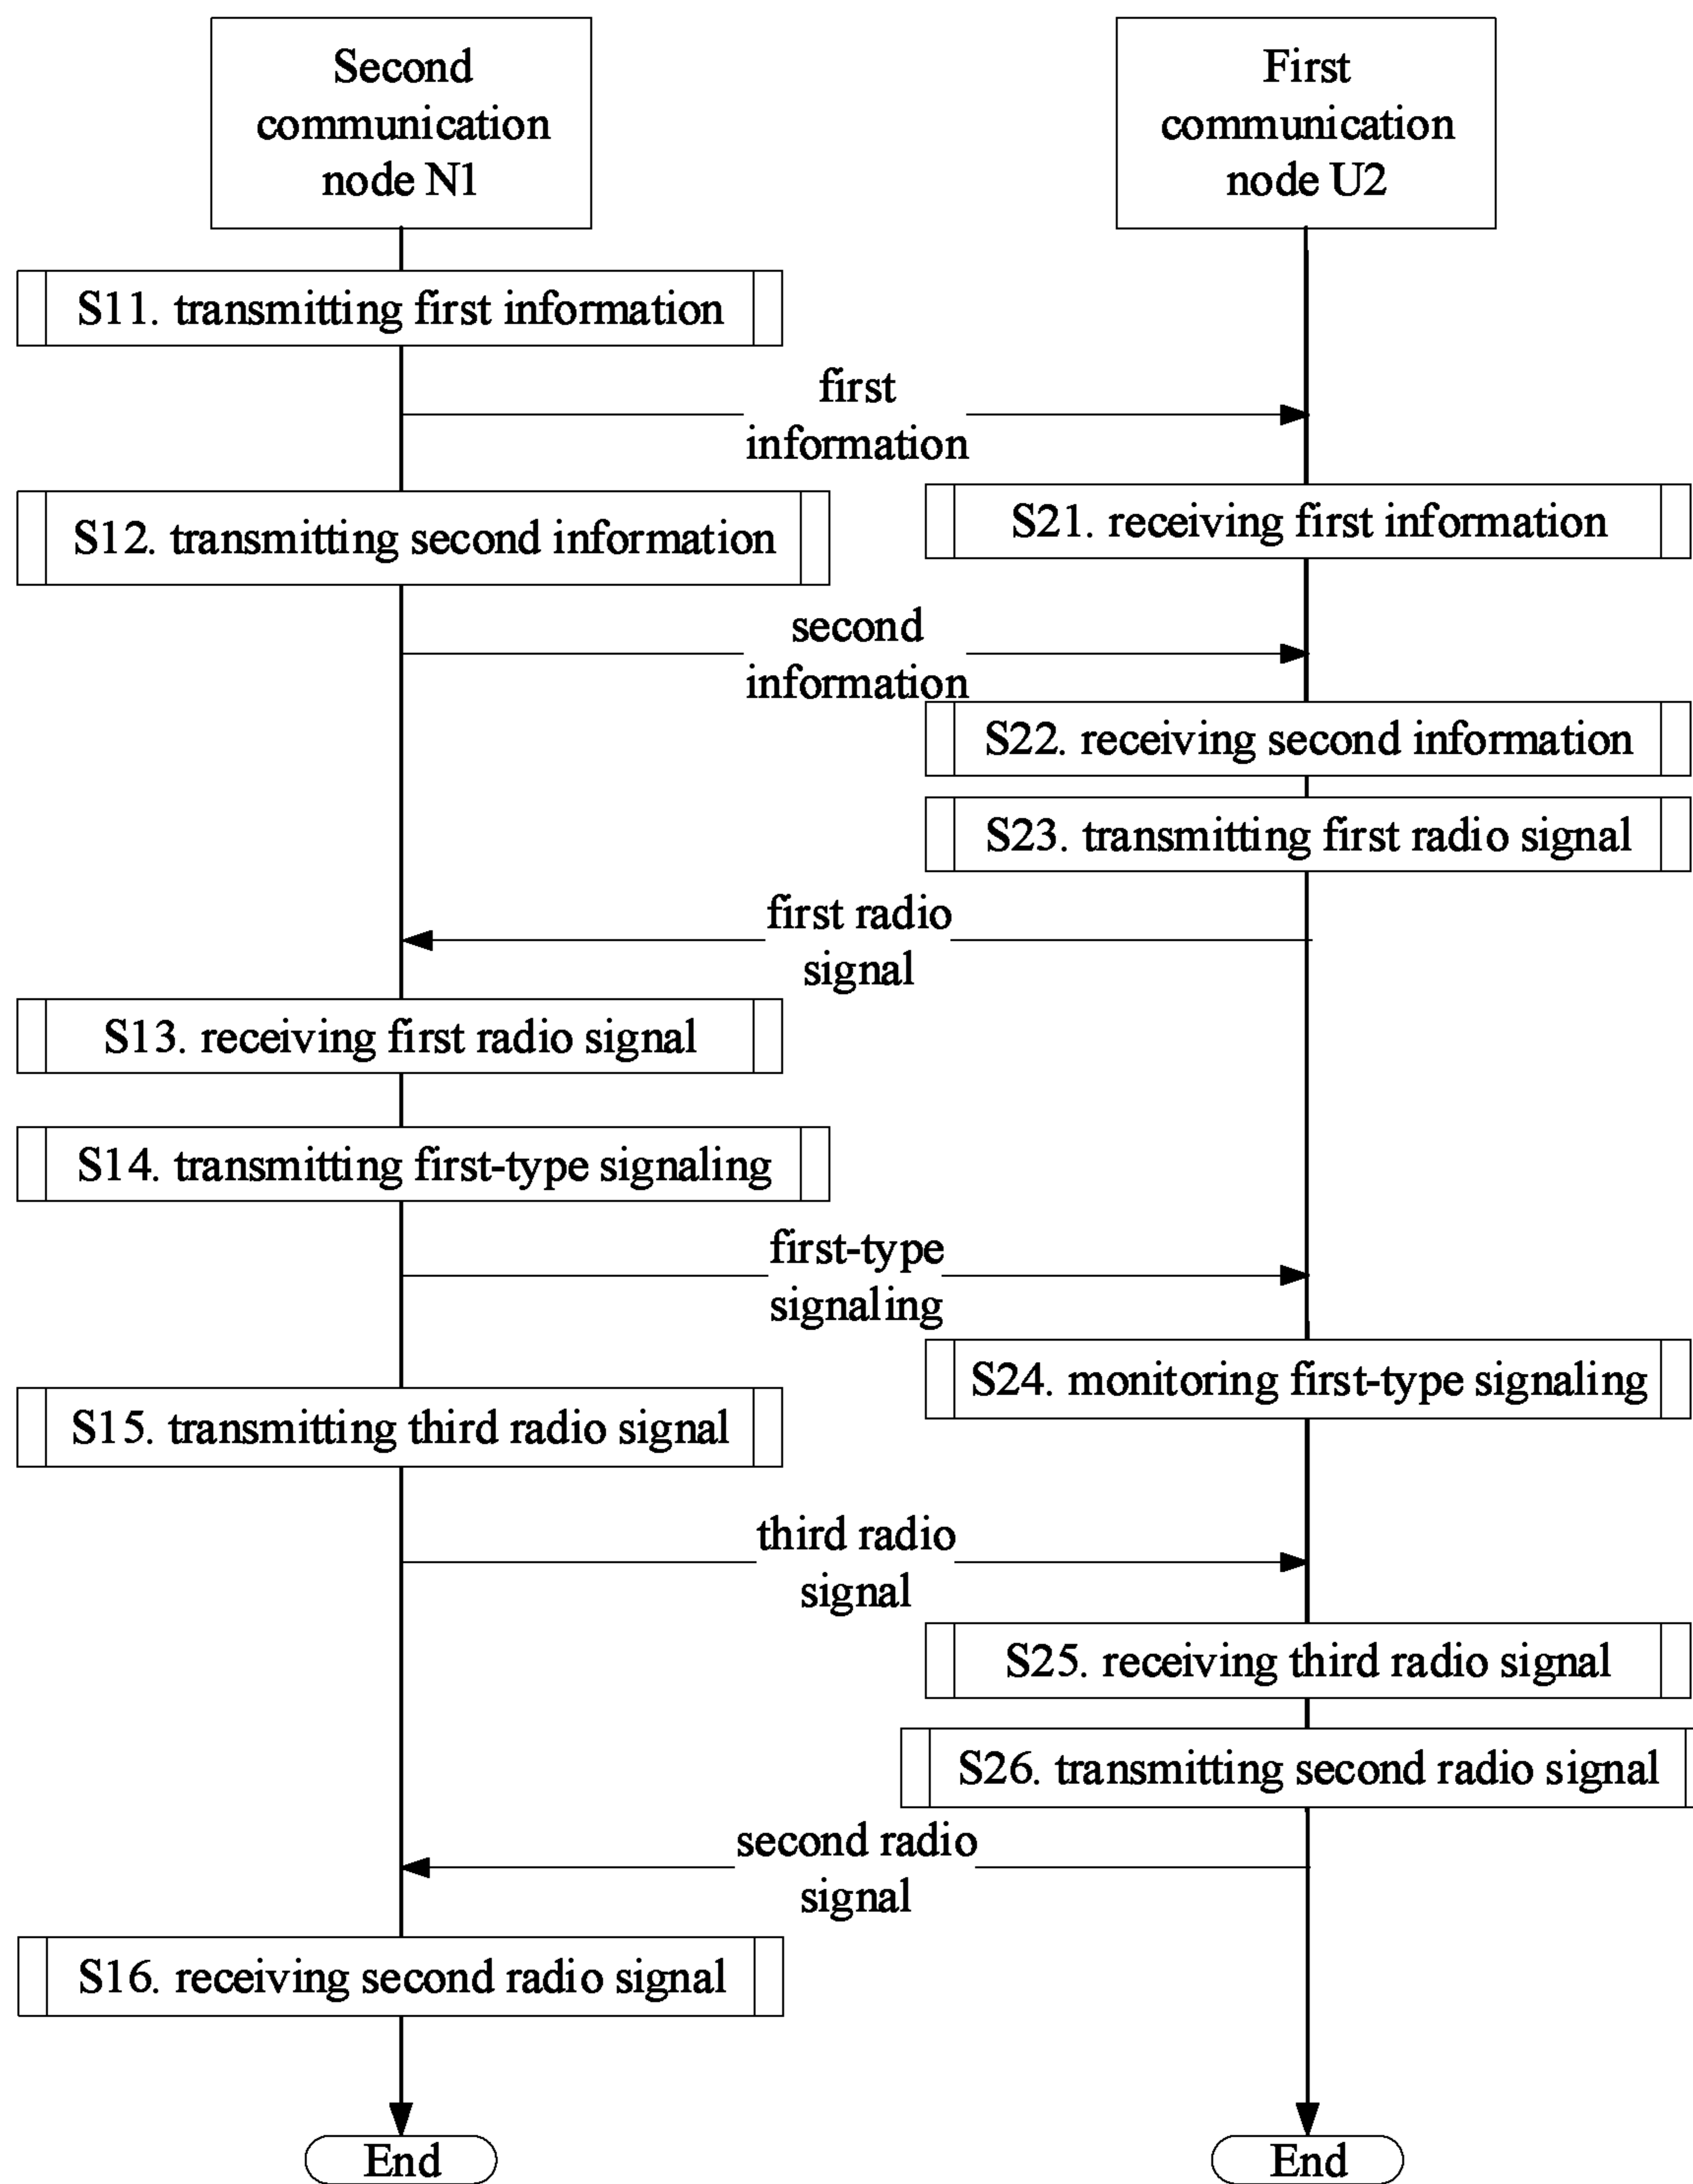 Second
communication
node N1
First
communication
node U2
S11. transmitting first information
first
information
S12. transmitting second information
S21. receiving first information
second
information
S22. receiving second information
S23. transmitting first radio signal
first radio
signal
S13. receiving first radio signal
S14. transmitting first-type signaling
first-type
signaling
S24. monitoring first-type signaling
S15. transmitting third radio signal
third radio
signal
S25. receiving third radio signal
S26. transmitting second radio signal
second radio
signal
S16. receiving second radio signal
End
End